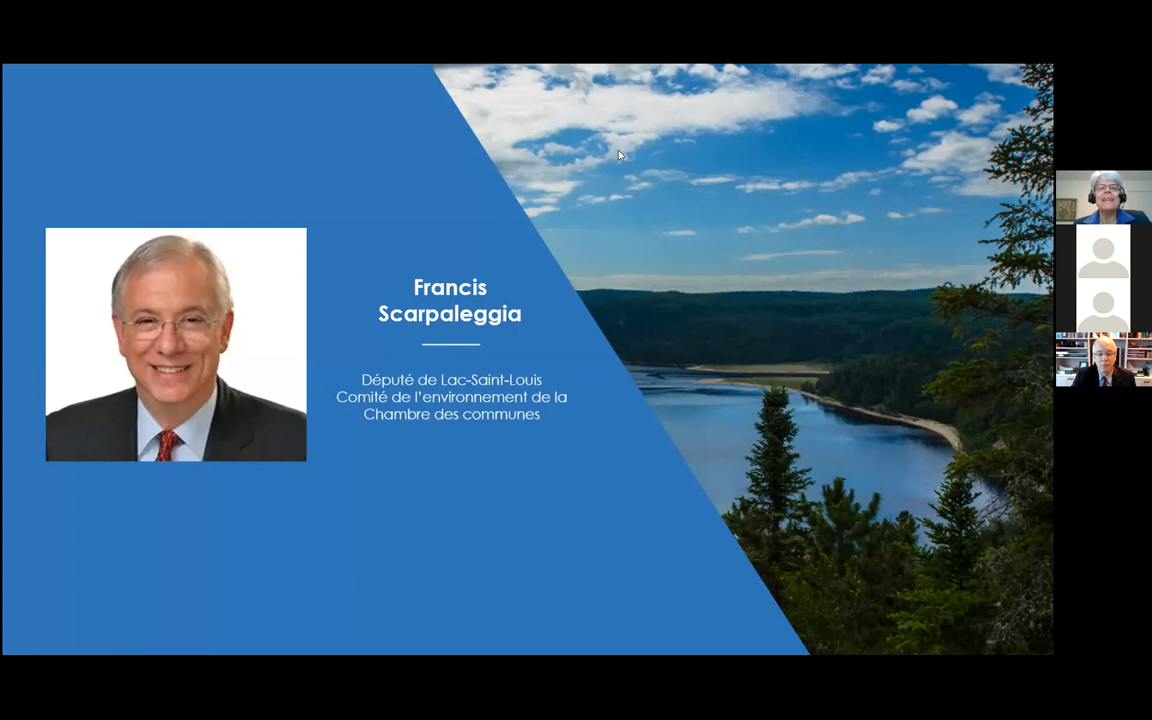 Francis
Scarpaleggia
Député de Lac-Saint-Louis
Comité de l'environnement de la
Chambre des communes